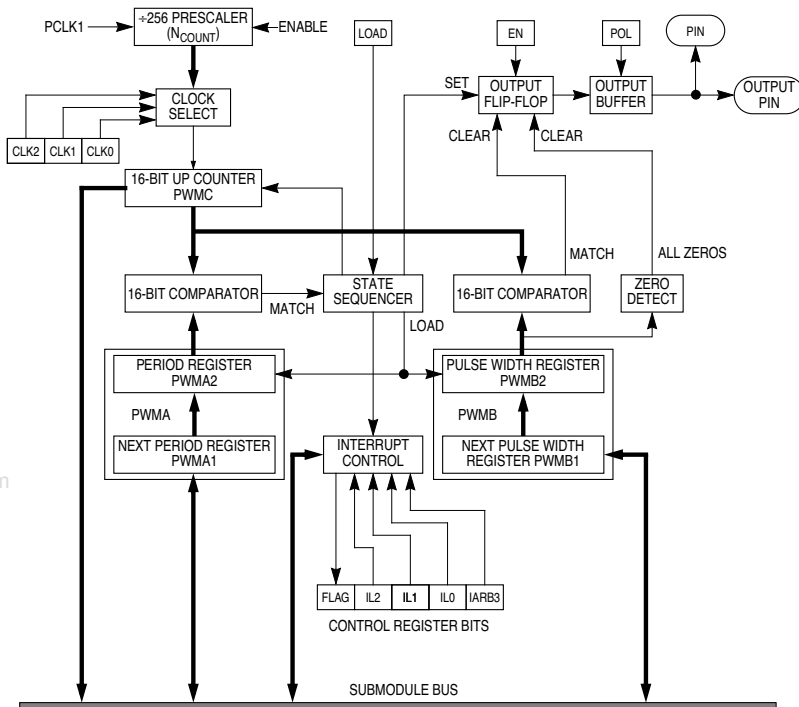 ÷256 PRESCALER
(NCOUNT)
PCLK1
ENABLE
LOAD
EN
POL
PIN
SET
OUTPUT
FLIP-FLOP
OUTPUT
BUFFER
OUTPUT
PIN
CLOCK
SELECT
CLEAR
CLEAR
CLK2
CLK1
CLK0
16-BIT UP COUNTER
PWMC
MATCH
ALL ZEROS
16-BIT COMPARATOR
MATCH
STATE
SEQUENCER
16-BIT COMPARATOR
ZERO
DETECT
LOAD
PERIOD REGISTER
PWMA2
PULSE WIDTH REGISTER
PWMB2
PWMA
PWMB
NEXT PERIOD REGISTER
PWMA1
INTERRUPT
CONTROL
NEXT PULSE WIDTH
REGISTER PWMB1
m
FLAG
IL2
IL1
IL0
IARB3
CONTROL REGISTER BITS
SUBMODULE BUS